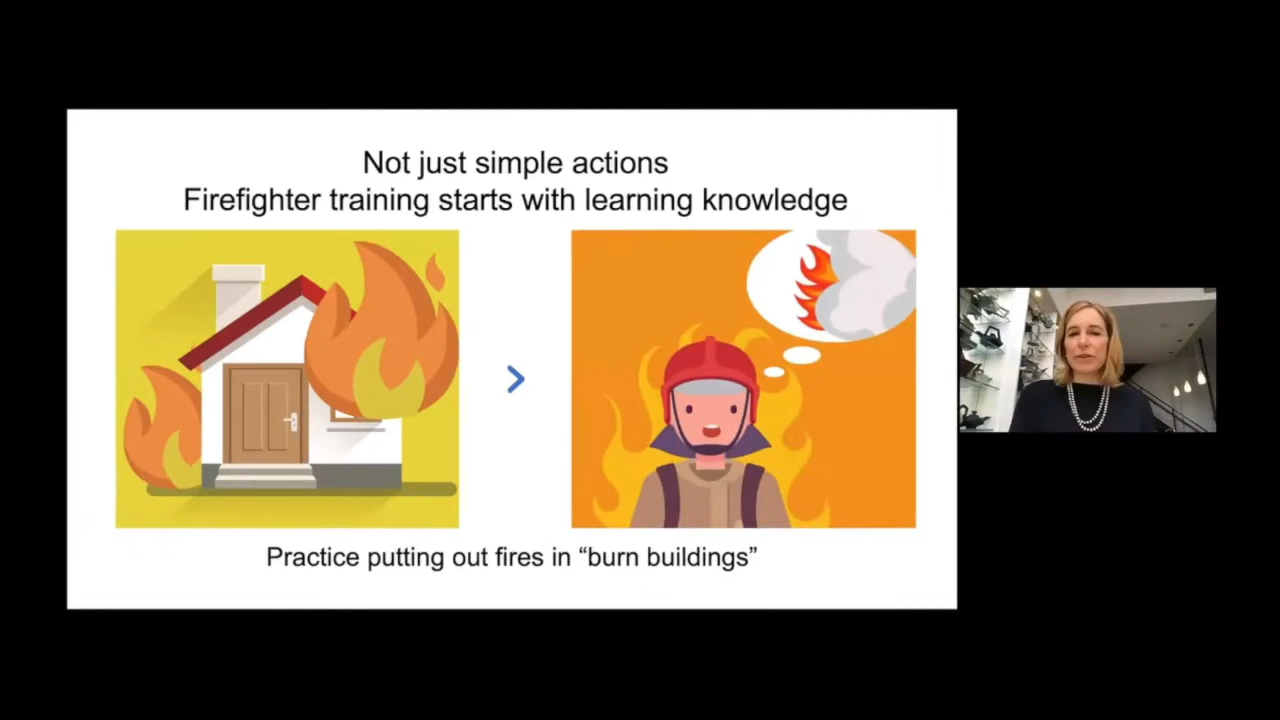 Not just simple actions
Firefighter training starts with learning knowledge
Practice putting out fires in “burn buildings”